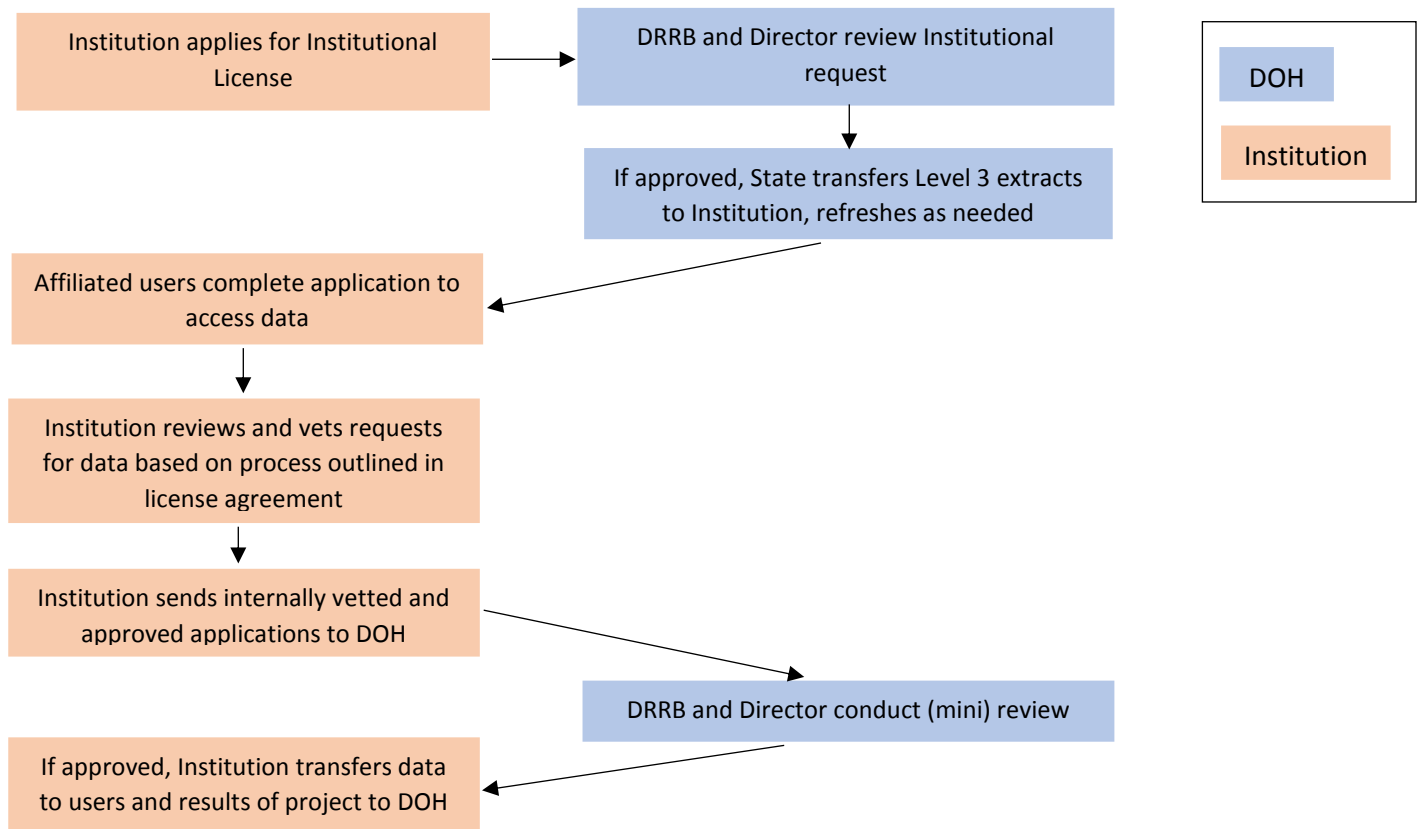 Institution applies for Institutional
License
DRRB and Director review Institutional
request
DOH
Institution
If approved, State transfers Level 3 extracts
to Institution, refreshes as needed
Affiliated users complete application to
access data
Institution reviews and vets requests
for data based on process outlined in
license agreement
Institution sends internally vetted and
approved applications to DOH
DRRB and Director conduct (mini) review
If approved, Institution transfers data
to users and results of project to DOH